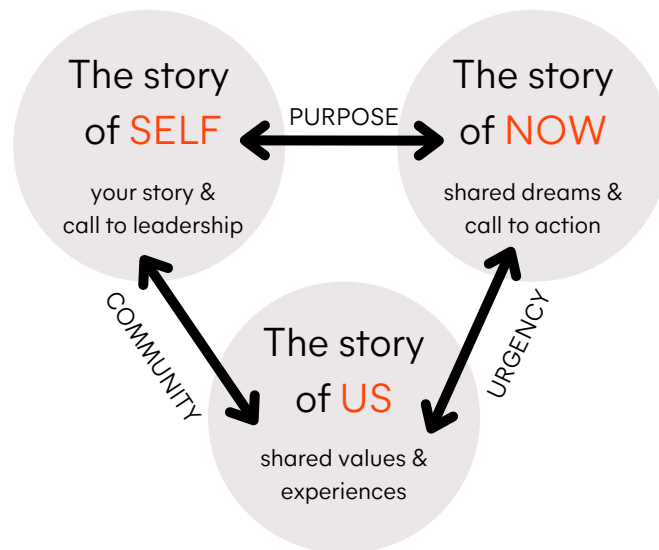 The story
of SELF
your story &
call to leadership
PURPOSE
The story
of NOW
shared dreams &
call to action
COMMUNITY
URGENCY
The story
of US
shared values &
experiences